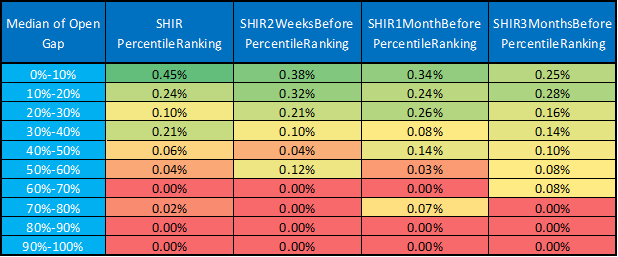 Median of Open Gap SHIR PercentileRanking SHIR2WeeksBefore PercentileRanking SHIR1MonthBefore PercentileRanking SHIR3MonthsBefore PercentileRanking
0%-10% 0.45% 0.38% 0.34% 0.25%
10%-20% 0.24% 0.32% 0.24% 0.28%
20%-30% 0.10% 0.21% 0.26% 0.16%
30%-40% 0.21% 0.10% 0.08% 0.14%
40%-50% 0.06% 0.04% 0.14% 0.10%
50%-60% 0.04% 0.12% 0.03% 0.08%
60%-70% 0.00% 0.00% 0.00% 0.08%
70%-80% 0.02% 0.00% 0.07% 0.00%
80%-90% 0.00% 0.00% 0.00% 0.00%
90%-100% 0.00% 0.00% 0.00% 0.00%